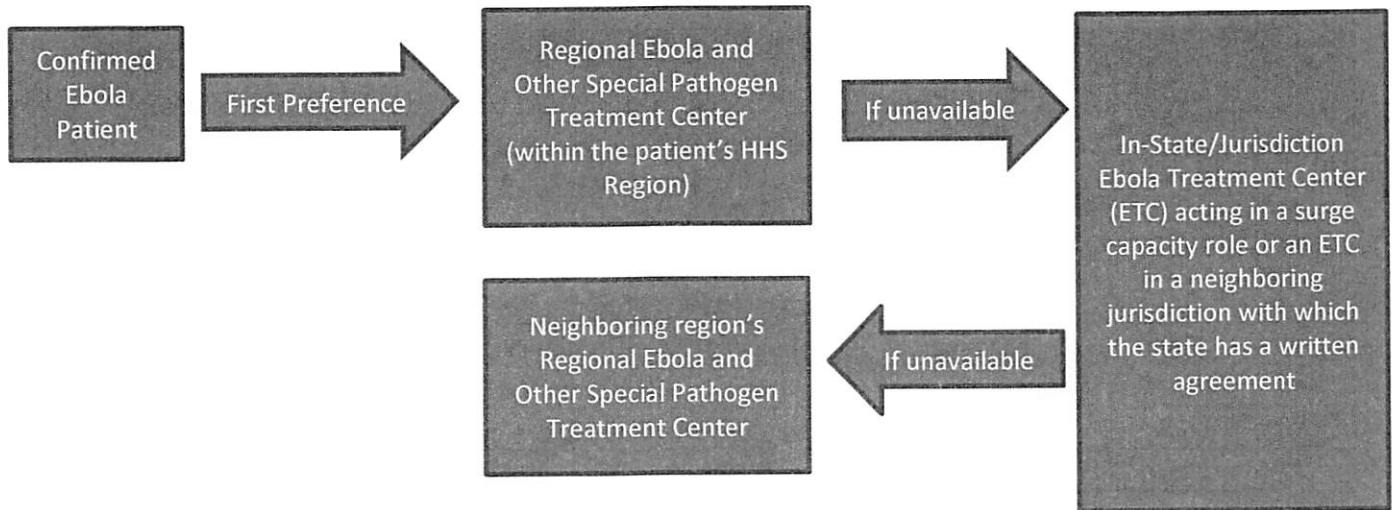 Confirmed
Ebola
Patient
First Preference
Regional Ebola and
Other Special Pathogen
Treatment Center
(within the patient's HHS
Region)
If unavailable
In-State/Jurisdiction
Ebola Treatment Center
(ETC) acting in a surge
capacity role or an ETC
in a neighboring
jurisdiction with which
the state has a written
agreement
If unavailable
Neighboring region's
Regional Ebola and
Other Special Pathogen
Treatment Center